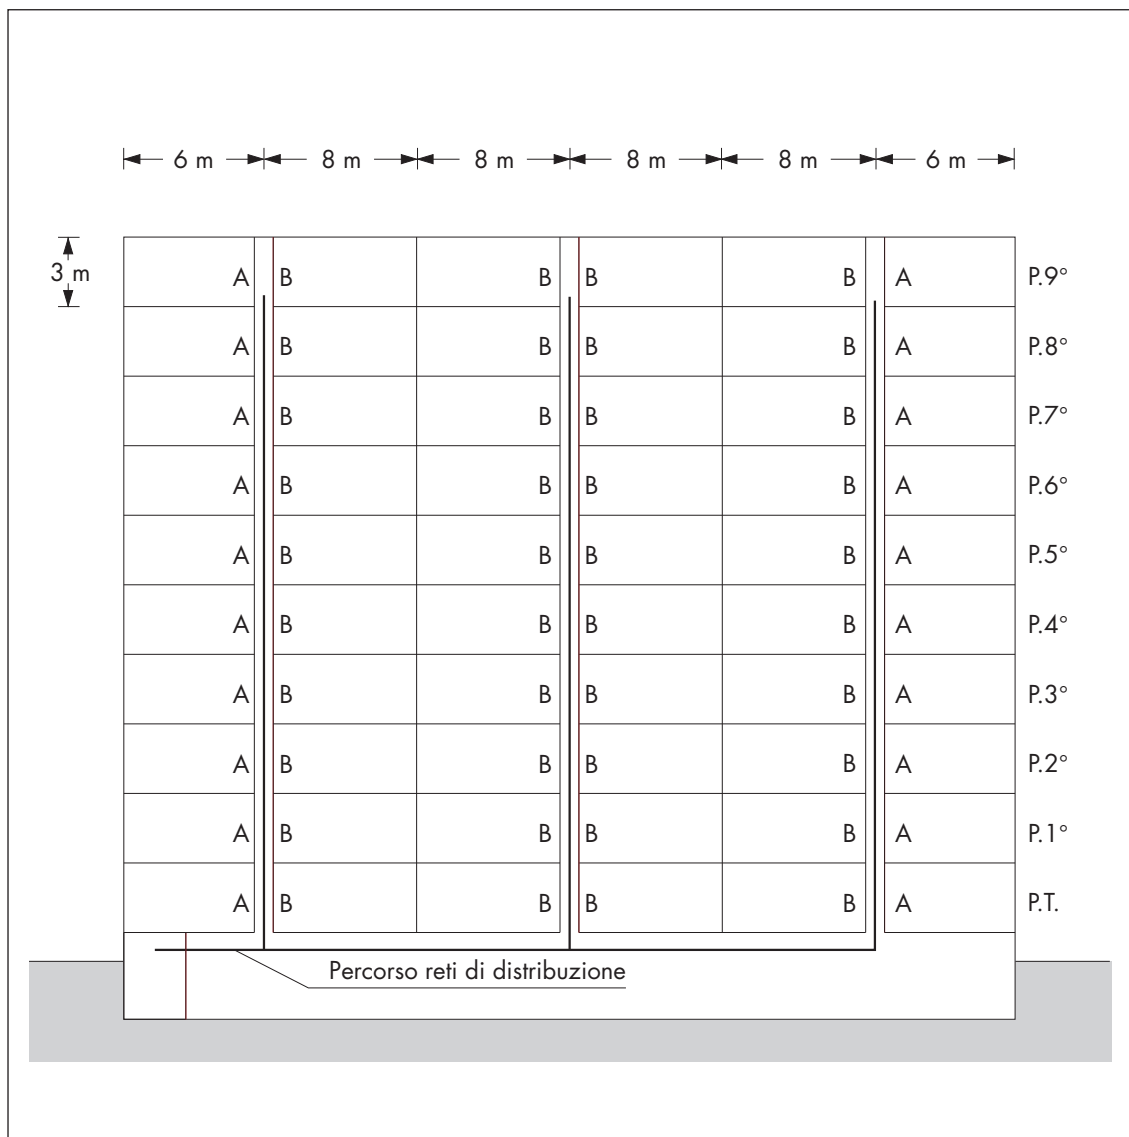 6 m 8 m 8 m 8 m 8 m 6 m
3 m
A B B B B A P.9°
A B B B B A P.8°
A B B B B A P.7°
A B B B B A P.6°
A B B B B A P.5°
A B B B B A P.4°
A B B B B A P.3°
A B B B B A P.2°
A B B B B A P.1°
A B B B B A P.T.
Percorso reti di distribuzione